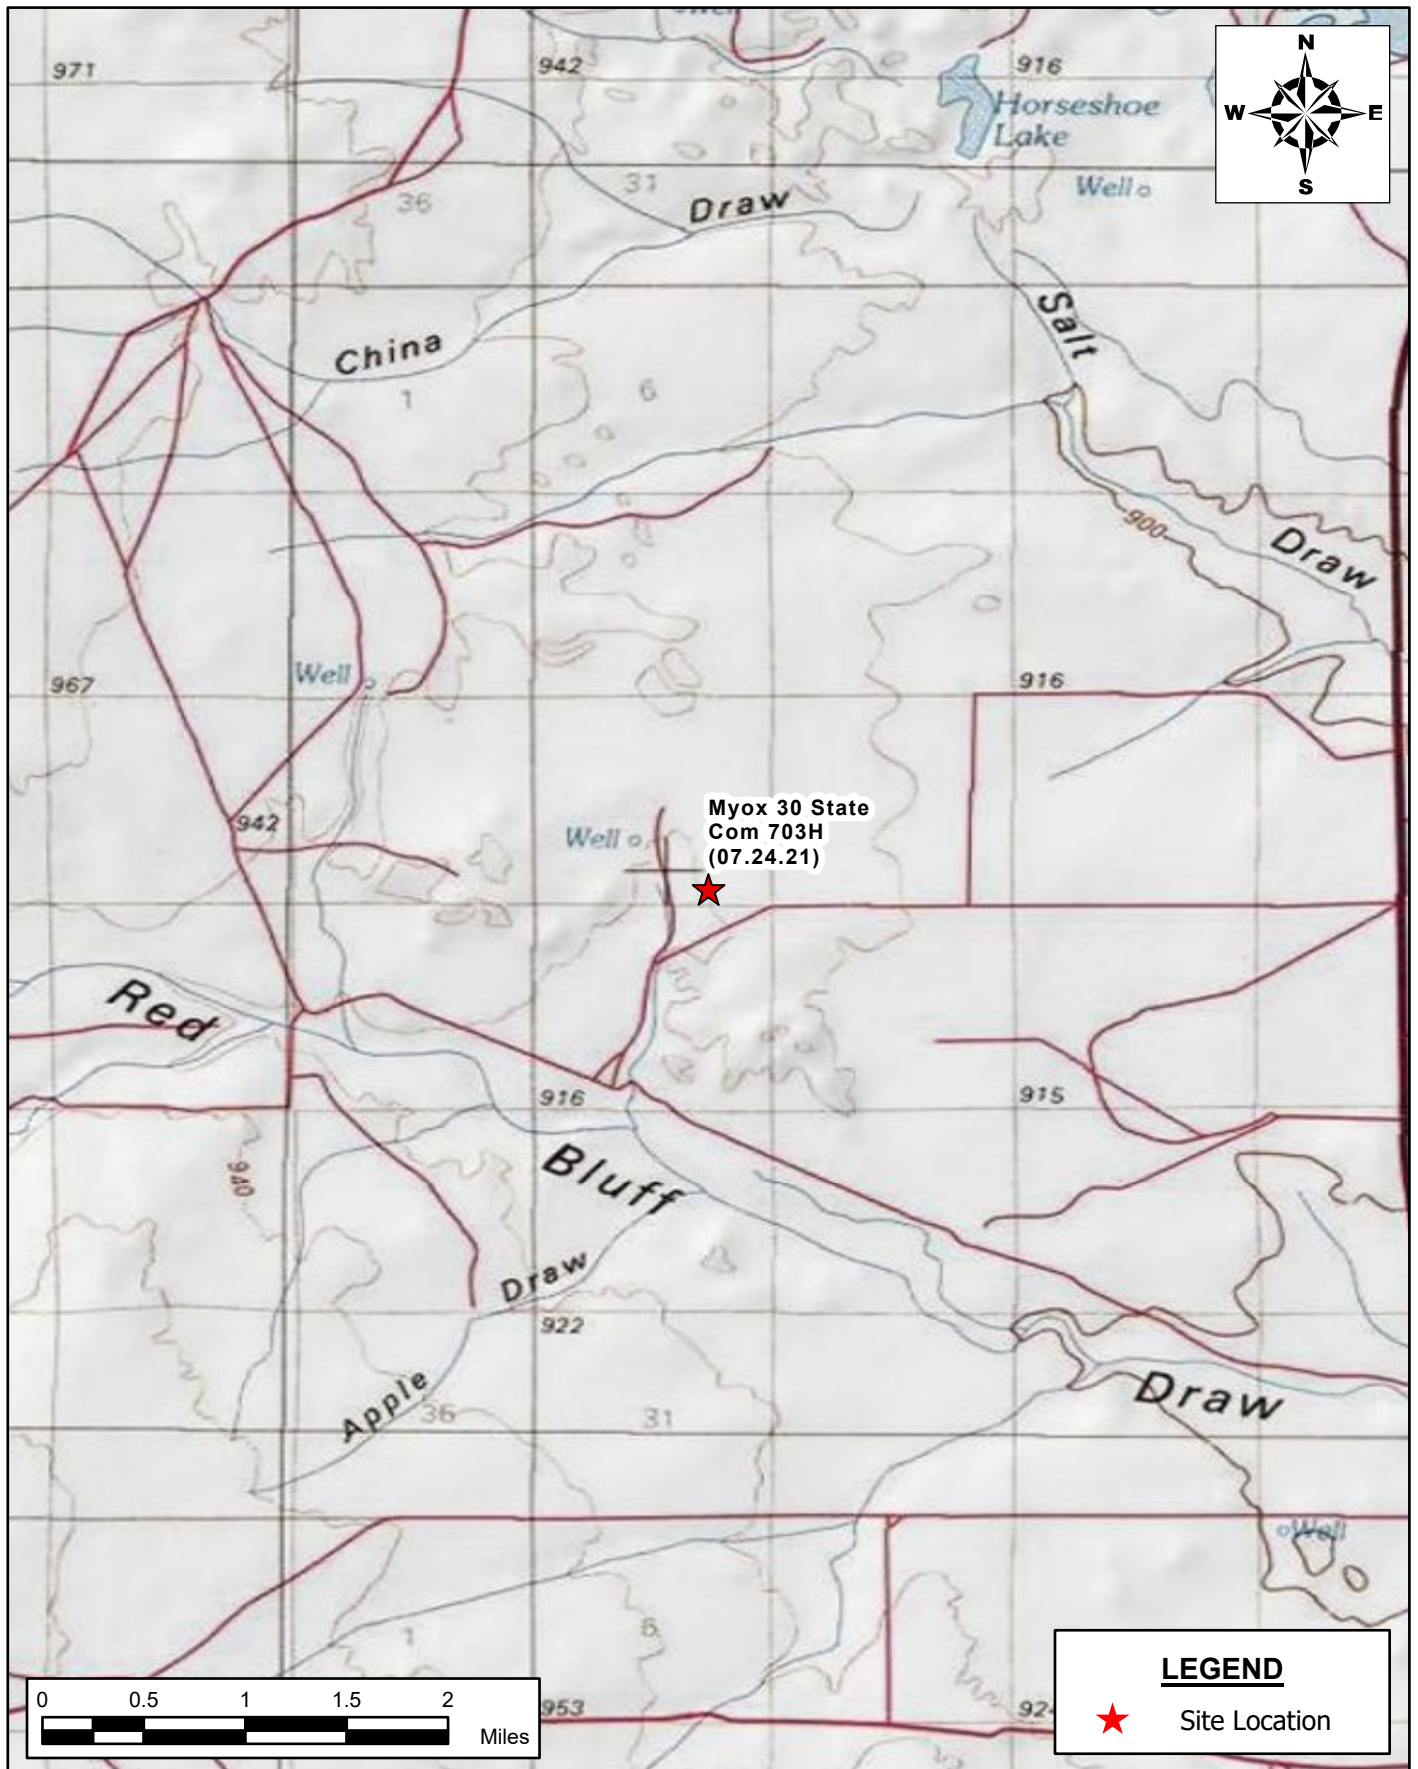 971
942
916
N
W
E
S
Horseshoe
Lake
36
31
Draw
Well
Salt
China
1
6
900
Draw
Well
967
916
942
Well
Myox 30 State
Com 703H
(07.24.21)
Red
916
915
Bluff
940
Draw
922
Apple
36
31
Draw
Well
1
6
LEGEND
Site Location
0 0.5 1 1.5 2
Miles
953